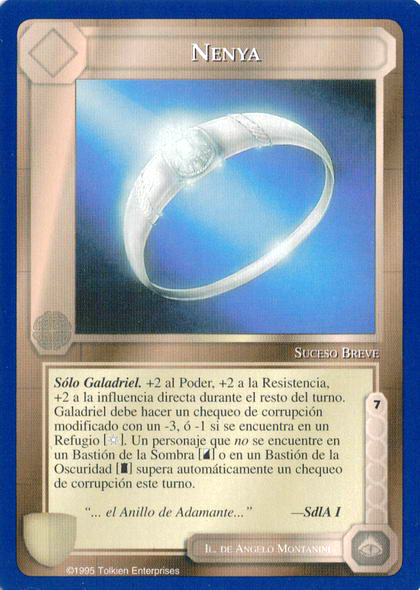 NENYA
SUCESO BREVE
Sólo Galadriel. +2 al Poder, +2 a la Resistencia,
+2 a la influencia directa durante el resto del turno.
Galadriel debe hacer un chequeo de corrupción
modificado con un -3, ó -1 si se encuentra en un
Refugio [ ]. Un personaje que no se encuentre en
un Bastión de la Sombra [ ] o en un Bastión de la
Oscuridad [ ] supera automáticamente un chequeo
de corrupción este turno.
"... el Anillo de Adamante..." —SdlA I
7
IL. DE ANGELO MONTANINI
©1995 Tolkien Enterprises